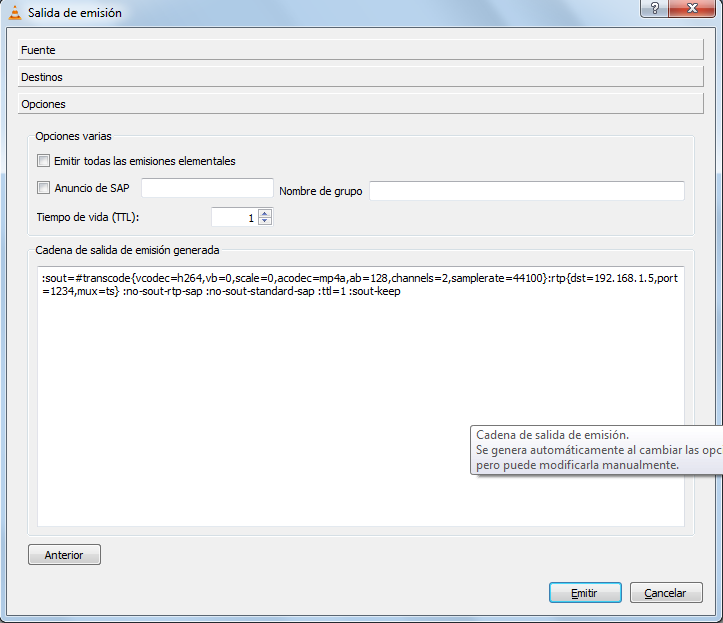 Salida de emisión
Fuente
Destinos
Opciones
Opciones varias
Emitir todas las emisiones elementales
Anuncio de SAP
Nombre de grupo
Tiempo de vida (TTL):
1
Cadena de salida de emisión generada
:sout=#transcode{vcodec=h264,vb=0,scale=0,acodec=mp4a,ab=128,channels=2,samplerate=44100}:rtp{dst=192.168.1.5,port
=1234,mux=ts} :no-sout-rtp-sap :no-sout-standard-sap :ttl=1 :sout-keep
Cadena de salida de emisión.
Se genera automáticamente al cambiar las opc
pero puede modificarla manualmente.
Anterior
Emitir
Cancelar